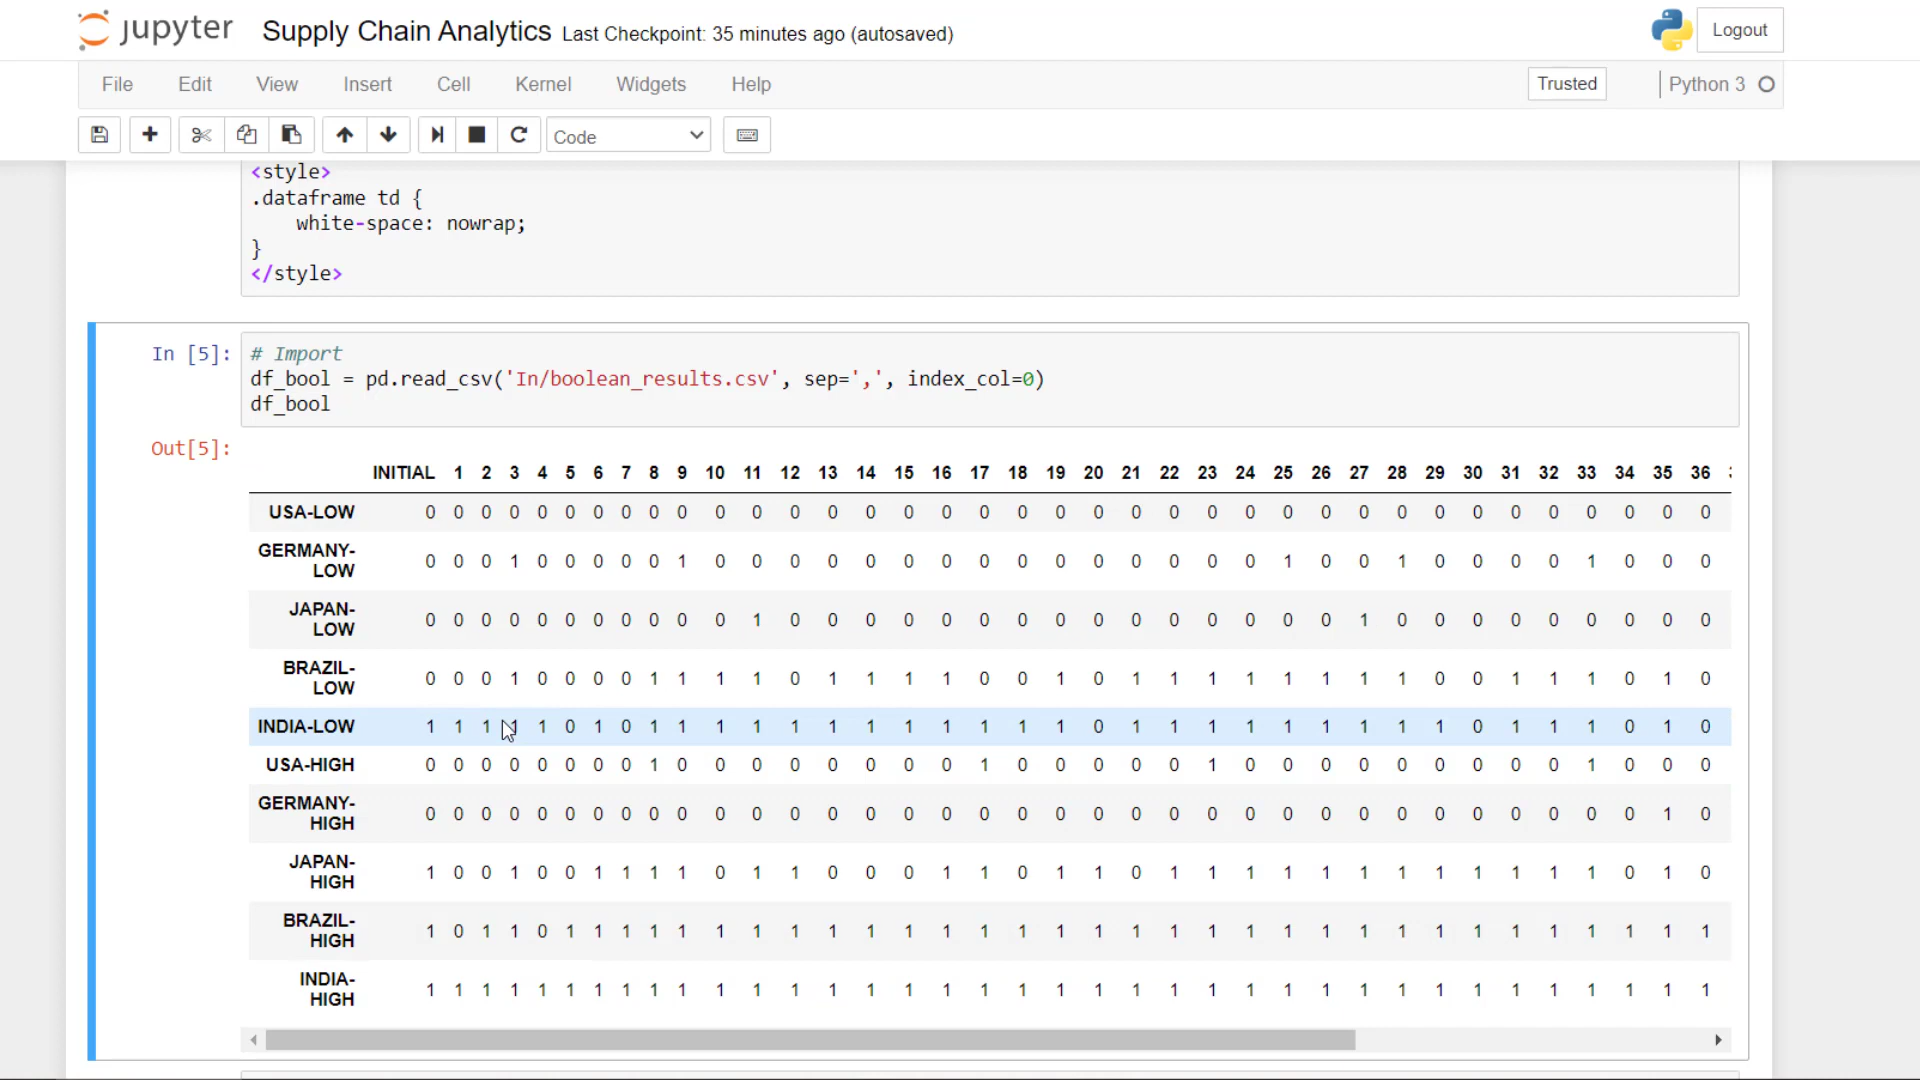 jupyter Supply Chain Analytics Last Checkpoint: 35 minutes ago (autosaved) Logout
File Edit View Insert Cell Kernel Widgets Help Trusted Python 3
Code
<style>
.dataframe td {
    white-space: nowrap;
}
</style>
In [5]: # Import
df_bool = pd.read_csv('In/boolean_results.csv', sep=',', index_col=0)
df_bool
Out[5]:
INITIAL 1 2 3 4 5 6 7 8 9 10 11 12 13 14 15 16 17 18 19 20 21 22 23 24 25 26 27 28 29 30 31 32 33 34 35 36
USA-LOW 0 0 0 0 0 0 0 0 0 0 0 0 0 0 0 0 0 0 0 0 0 0 0 0 0 0 0 0 0 0 0 0 0 0 0 0 0
GERMANY-
LOW 0 0 0 1 0 0 0 0 0 1 0 0 0 0 0 0 0 0 0 0 0 0 0 0 0 1 0 0 1 0 0 0 0 1 0 0 0
JAPAN-
LOW 0 0 0 0 0 0 0 0 0 0 0 1 0 0 0 0 0 0 0 0 0 0 0 0 0 0 0 1 0 0 0 0 0 0 0 0 0
BRAZIL-
LOW 0 0 0 1 0 0 0 0 1 1 1 1 0 1 1 1 1 0 0 1 0 1 1 1 1 1 1 1 1 0 0 1 1 1 0 1 0
INDIA-LOW 1 1 1 1 1 0 1 0 1 1 1 1 1 1 1 1 1 1 1 1 0 1 1 1 1 1 1 1 1 1 0 1 1 1 0 1 0
USA-HIGH 0 0 0 0 0 0 0 0 1 0 0 0 0 0 0 0 0 1 0 0 0 0 0 1 0 0 0 0 0 0 0 0 0 1 0 0 0
GERMANY-
HIGH 0 0 0 0 0 0 0 0 0 0 0 0 0 0 0 0 0 0 0 0 0 0 0 0 0 0 0 0 0 0 0 0 0 0 0 1 0
JAPAN-
HIGH 1 0 0 1 0 0 1 1 1 1 0 1 1 0 0 0 1 1 0 1 1 0 1 1 1 1 1 1 1 1 1 1 1 1 0 1 0
BRAZIL-
HIGH 1 0 1 1 0 1 1 1 1 1 1 1 1 1 1 1 1 1 1 1 1 1 1 1 1 1 1 1 1 1 1 1 1 1 1 1 1
INDIA-
HIGH 1 1 1 1 1 1 1 1 1 1 1 1 1 1 1 1 1 1 1 1 1 1 1 1 1 1 1 1 1 1 1 1 1 1 1 1 1